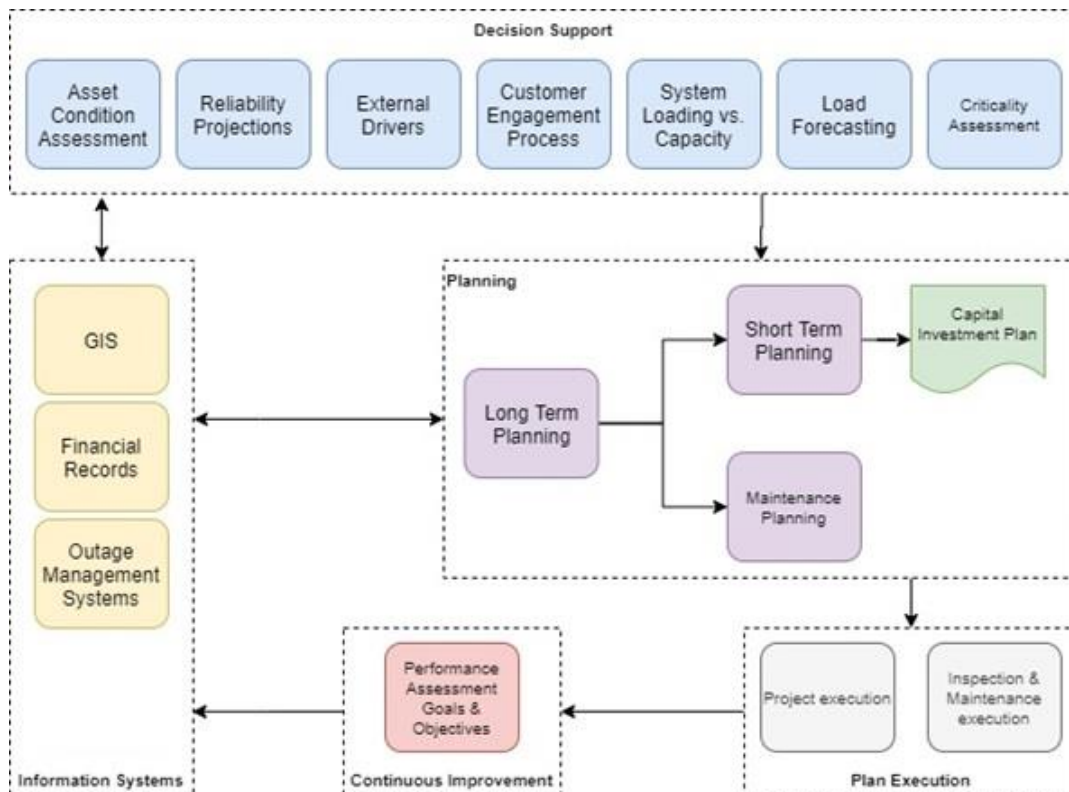 Decision Support
Asset
Condition
Assessment
Reliability
Projections
External
Drivers
Customer
Engagement
Process
System
Loading vs.
Capacity
Load
Forecasting
Criticality
Assessment
Planning
GIS
Financial
Records
Outage
Management
Systems
Information Systems
Long Term
Planning
Short Term
Planning
Capital
Investment Plan
Maintenance
Planning
Performance
Assessment
Goals &
Objectives
Continuous Improvement
Project execution
Inspection &
Maintenance
execution
Plan Execution